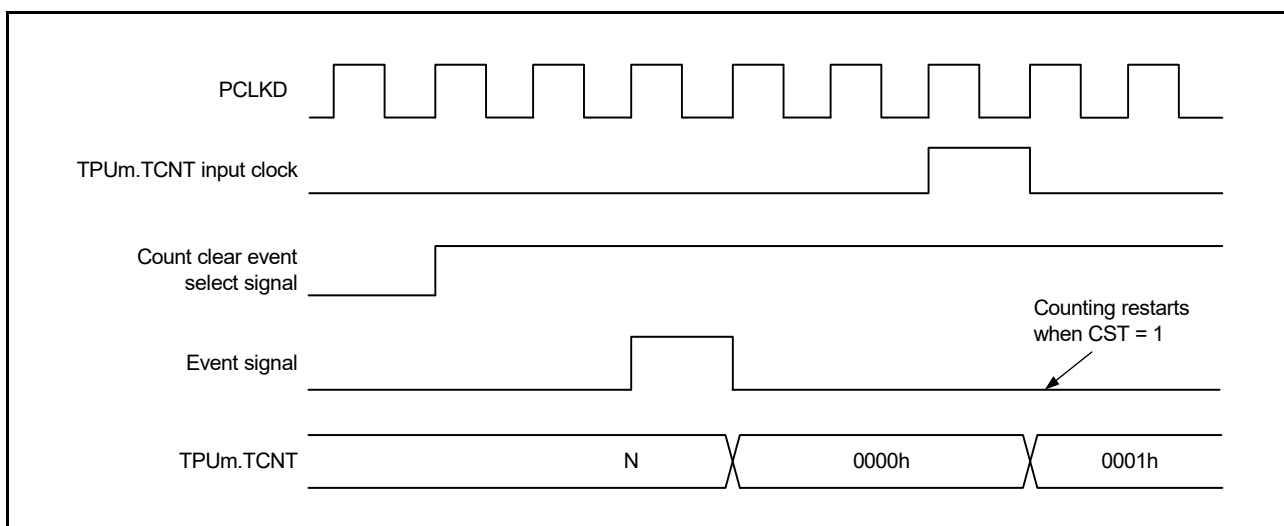 PCLKD
TPUm.TCNT input clock
Count clear event
select signal
Counting restarts
when CST = 1
Event signal
TPUm.TCNT
N
0000h
0001h